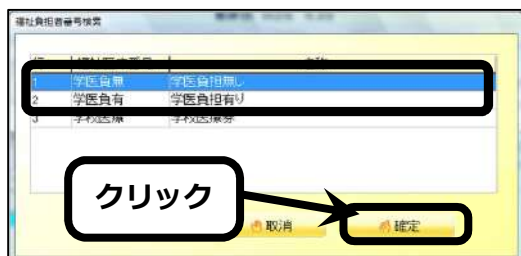 福祉負担者番号検索
1 学医負無 学医負担無し
2 学医負有 学医負担有り
3 学校医療 学校医療券
クリック
取消 確定